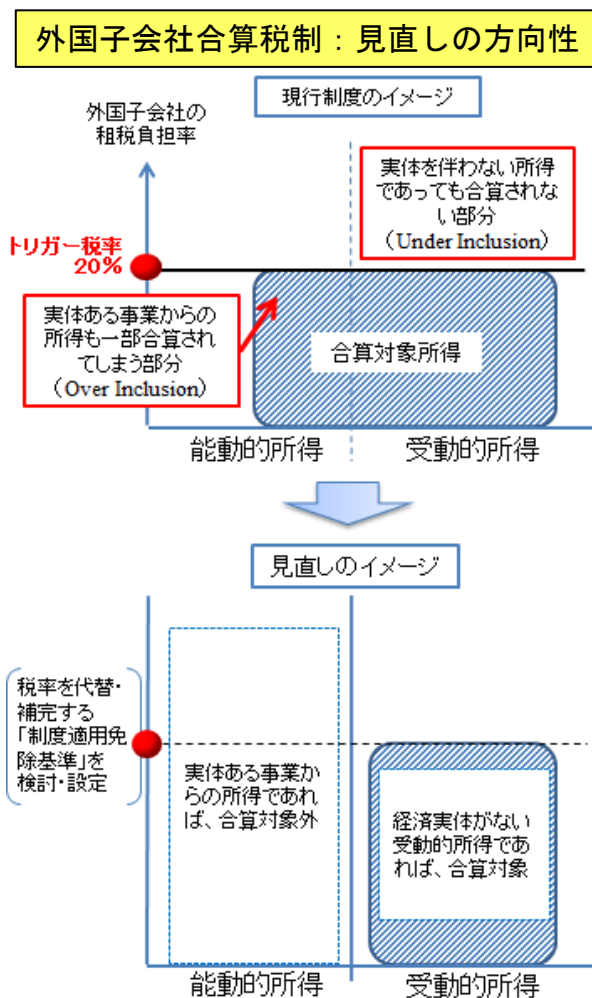 外国子会社合算税制：見直しの方向性
現行制度のイメージ
外国子会社の
租税負担率
実体を伴わない所得
であっても合算されな
い部分
（Under Inclusion）
トリガー税率
20%
実体ある事業からの
所得も一部合算され
てしまう部分
（Over Inclusion）
合算対象所得
能動的所得
受動的所得
見直しのイメージ
税率を代替・
補完する
「制度適用免
除基準」を
検討・設定
実体ある事業か
らの所得であれ
ば、合算対象外
経済実体がない
受動的所得であ
れば、合算対象
能動的所得
受動的所得